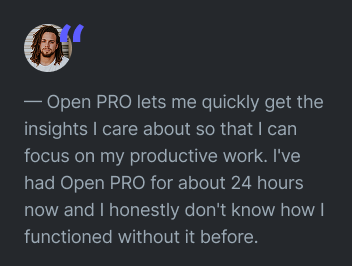 — Open PRO lets me quickly get the
insights I care about so that I can
focus on my productive work. I've
had Open PRO for about 24 hours
now and I honestly don't know how I
functioned without it before.